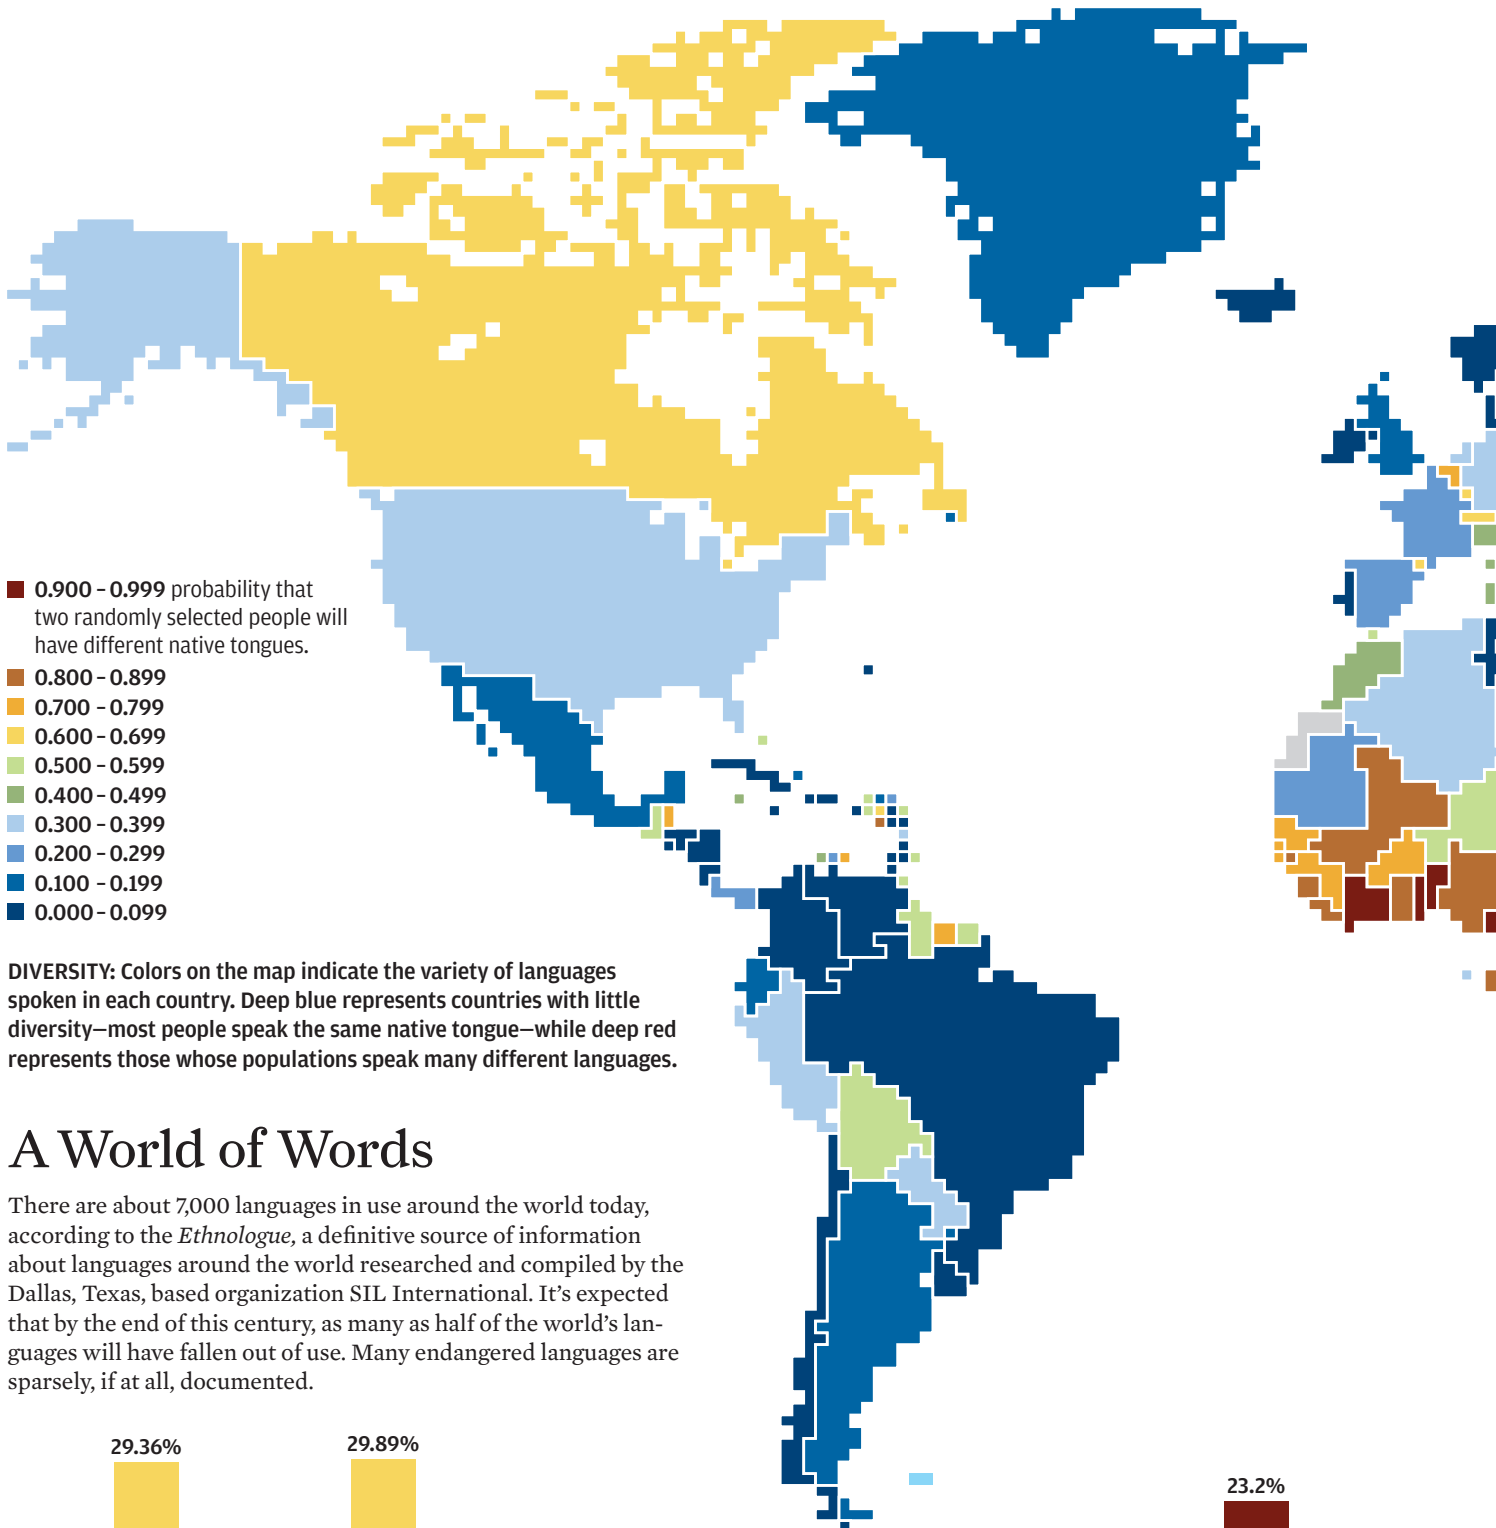 0.900 – 0.999 probability that
two randomly selected people will
have different native tongues.
0.800 – 0.899
0.700 – 0.799
0.600 – 0.699
0.500 – 0.599
0.400 – 0.499
0.300 – 0.399
0.200 – 0.299
0.100 – 0.199
0.000 – 0.099
DIVERSITY: Colors on the map indicate the variety of languages
spoken in each country. Deep blue represents countries with little
diversity—most people speak the same native tongue—while deep red
represents those whose populations speak many different languages.
A World of Words
There are about 7,000 languages in use around the world today,
according to the Ethnologue, a definitive source of information
about languages around the world researched and compiled by the
Dallas, Texas, based organization SIL International. It’s expected
that by the end of this century, as many as half of the world’s lan-
guages will have fallen out of use. Many endangered languages are
sparsely, if at all, documented.
29.36%
29.89%
23.2%